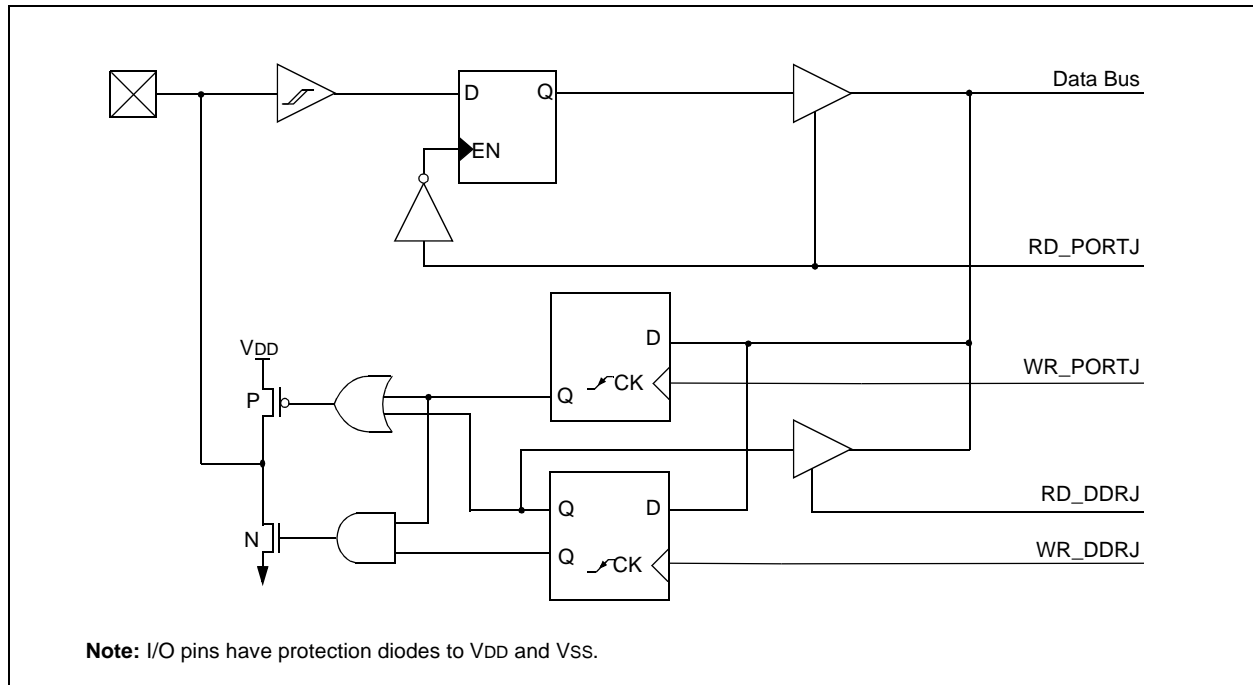 Data Bus
D
Q
EN
RD_PORTJ
D
VDD
WR_PORTJ
P
Q
CK
RD_DDRJ
Q
D
N
Q
CK
WR_DDRJ
Note: I/O pins have protection diodes to VDD and VSS.